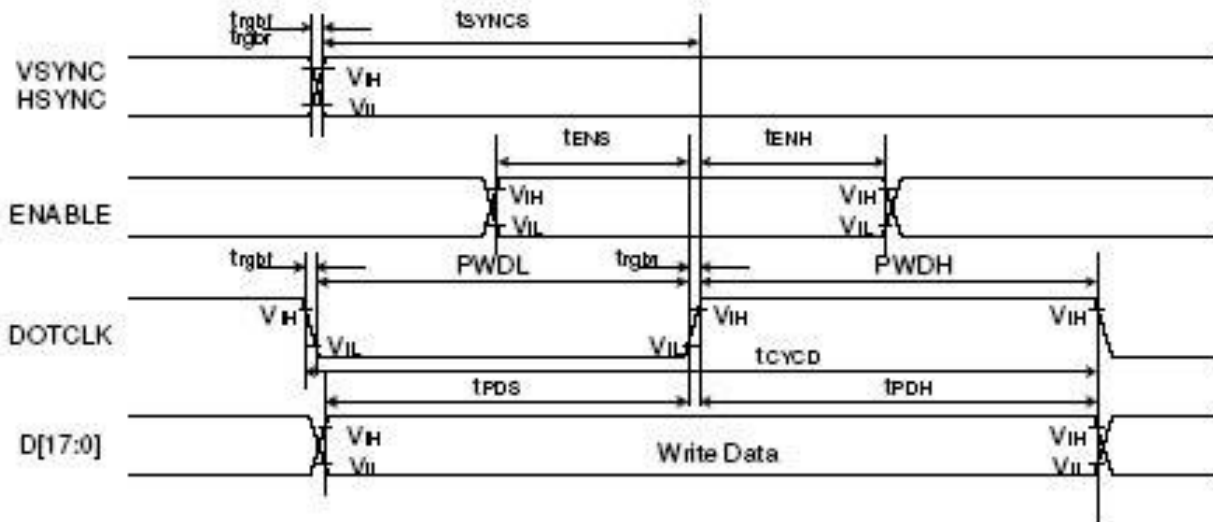 trgbf tSYNCS
trgbr
VSYNC
HSYNC
VIH
VIL
tENS tENH
ENABLE
VIH VIH
VIL VIL
trgbf PWDL trgbr PWDH
DOTCLK
VIH VIH VIH
VIL VIL
tCYCD
tPDS tPDH
D[17:0]
VIH Write Data VIH
VIL VIL